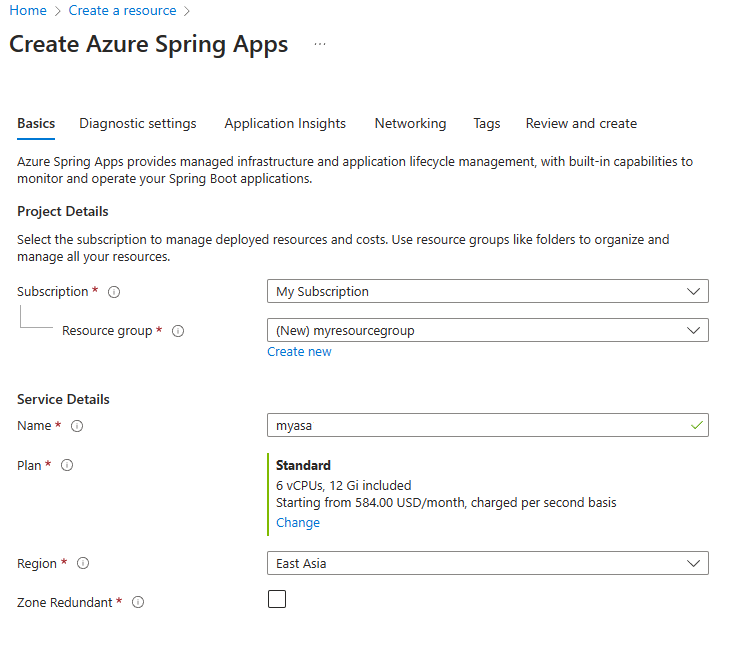 Home > Create a resource >
Create Azure Spring Apps ...
Basics Diagnostic settings Application Insights Networking Tags Review and create
Azure Spring Apps provides managed infrastructure and application lifecycle management, with built-in capabilities to
monitor and operate your Spring Boot applications.
Project Details
Select the subscription to manage deployed resources and costs. Use resource groups like folders to organize and
manage all your resources.
Subscription * My Subscription
Resource group * (New) myresourcegroup
Create new
Service Details
Name * myasa
Plan * Standard
6 vCPUs, 12 Gi included
Starting from 584.00 USD/month, charged per second basis
Change
Region * East Asia
Zone Redundant *